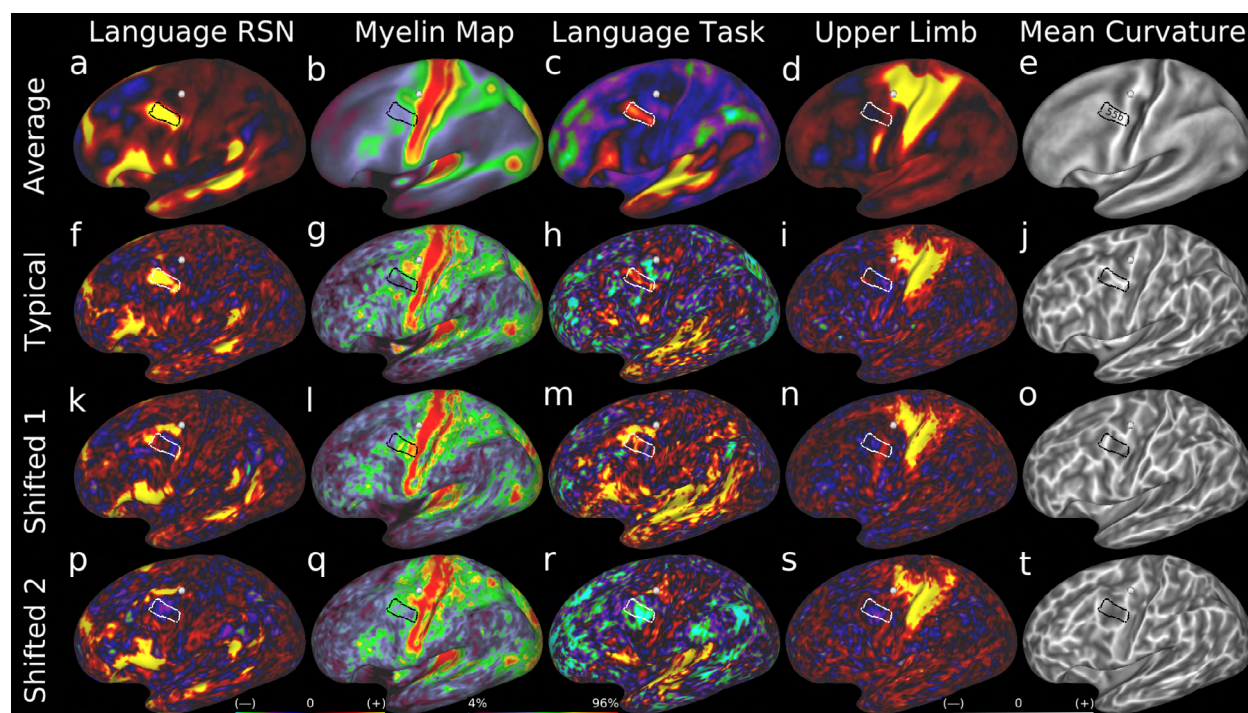 Language RSN Myelin Map Language Task Upper Limb Mean Curvature
Average
a b c d e
55b
Typical
f g h i j
Shifted 1
k l m n o
Shifted 2
p q r s t
(—) 0 (+) 4% 96% (—) 0 (+)